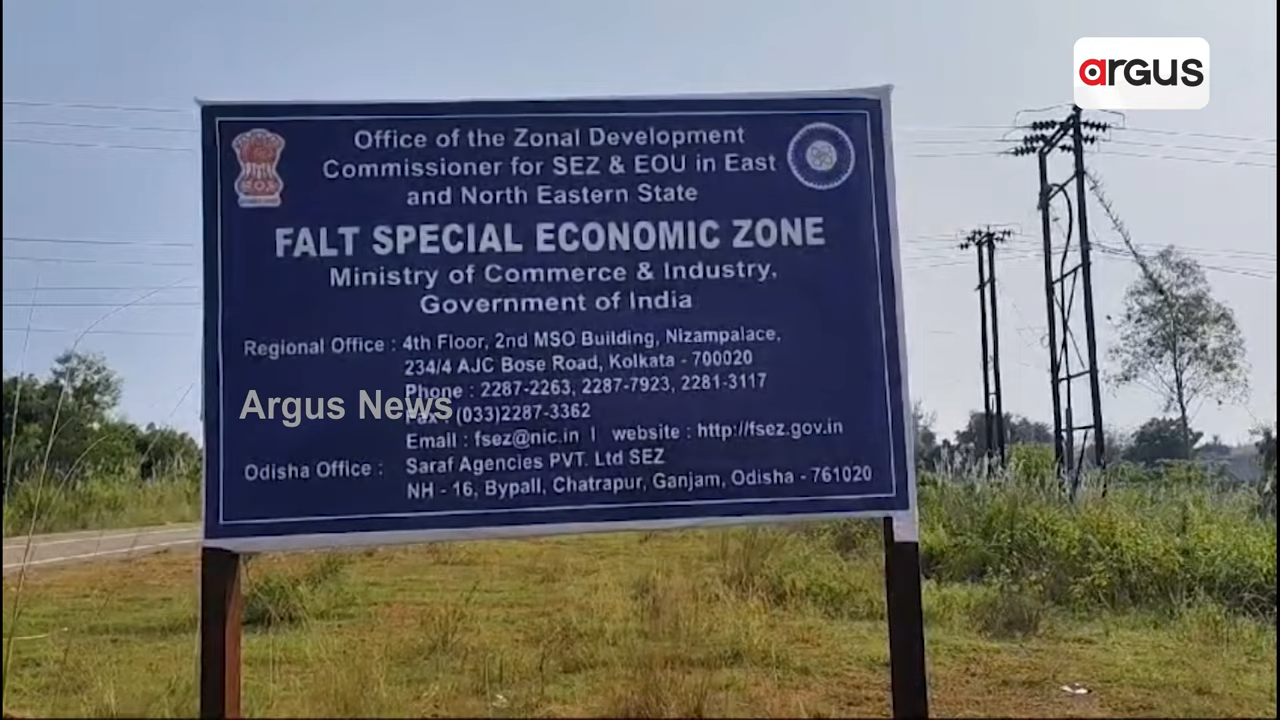 argus
Office of the Zonal Development
Commissioner for SEZ & EOU in East
and North Eastern State
FALT SPECIAL ECONOMIC ZONE
Ministry of Commerce & Industry,
Government of India
Regional Office : 4th Floor, 2nd MSO Building, Nizampalace,
234/4 AJC Bose Road, Kolkata - 700020
Phone : 2287-2263, 2287-7923, 2281-3117
Argus News
Fax : (033)2287-3362
Email : fsez@nic.in | website : http://fsez.gov.in
Odisha Office : Saraf Agencies PVT. Ltd SEZ
NH - 16, Bypall, Chatrapur, Ganjam, Odisha - 761020